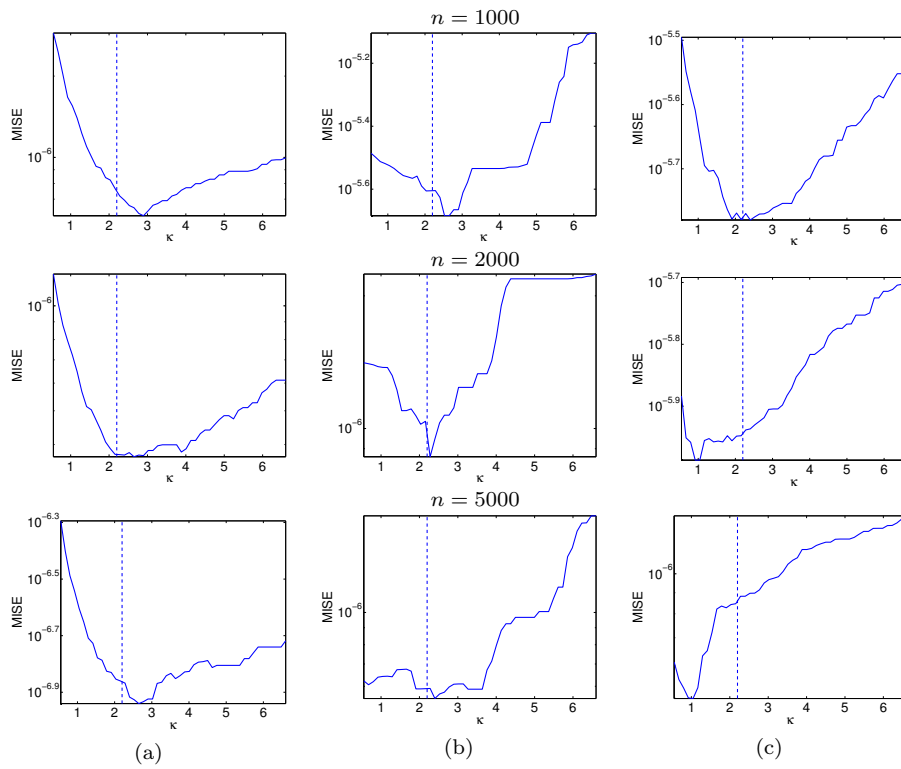 n = 1000
MISE
10^-6
1 2 3 4 5 6
κ
MISE
10^-5.2
10^-5.4
10^-5.6
1 2 3 4 5 6
κ
MISE
10^-5.5
10^-5.6
10^-5.7
1 2 3 4 5 6
κ
n = 2000
MISE
10^-6
1 2 3 4 5 6
κ
MISE
10^-6
1 2 3 4 5 6
κ
MISE
10^-5.7
10^-5.8
10^-5.9
1 2 3 4 5 6
κ
n = 5000
MISE
10^-6.3
10^-6.5
10^-6.7
10^-6.9
1 2 3 4 5 6
κ
MISE
10^-6
1 2 3 4 5 6
κ
MISE
10^-6
1 2 3 4 5 6
κ
(a) (b) (c)